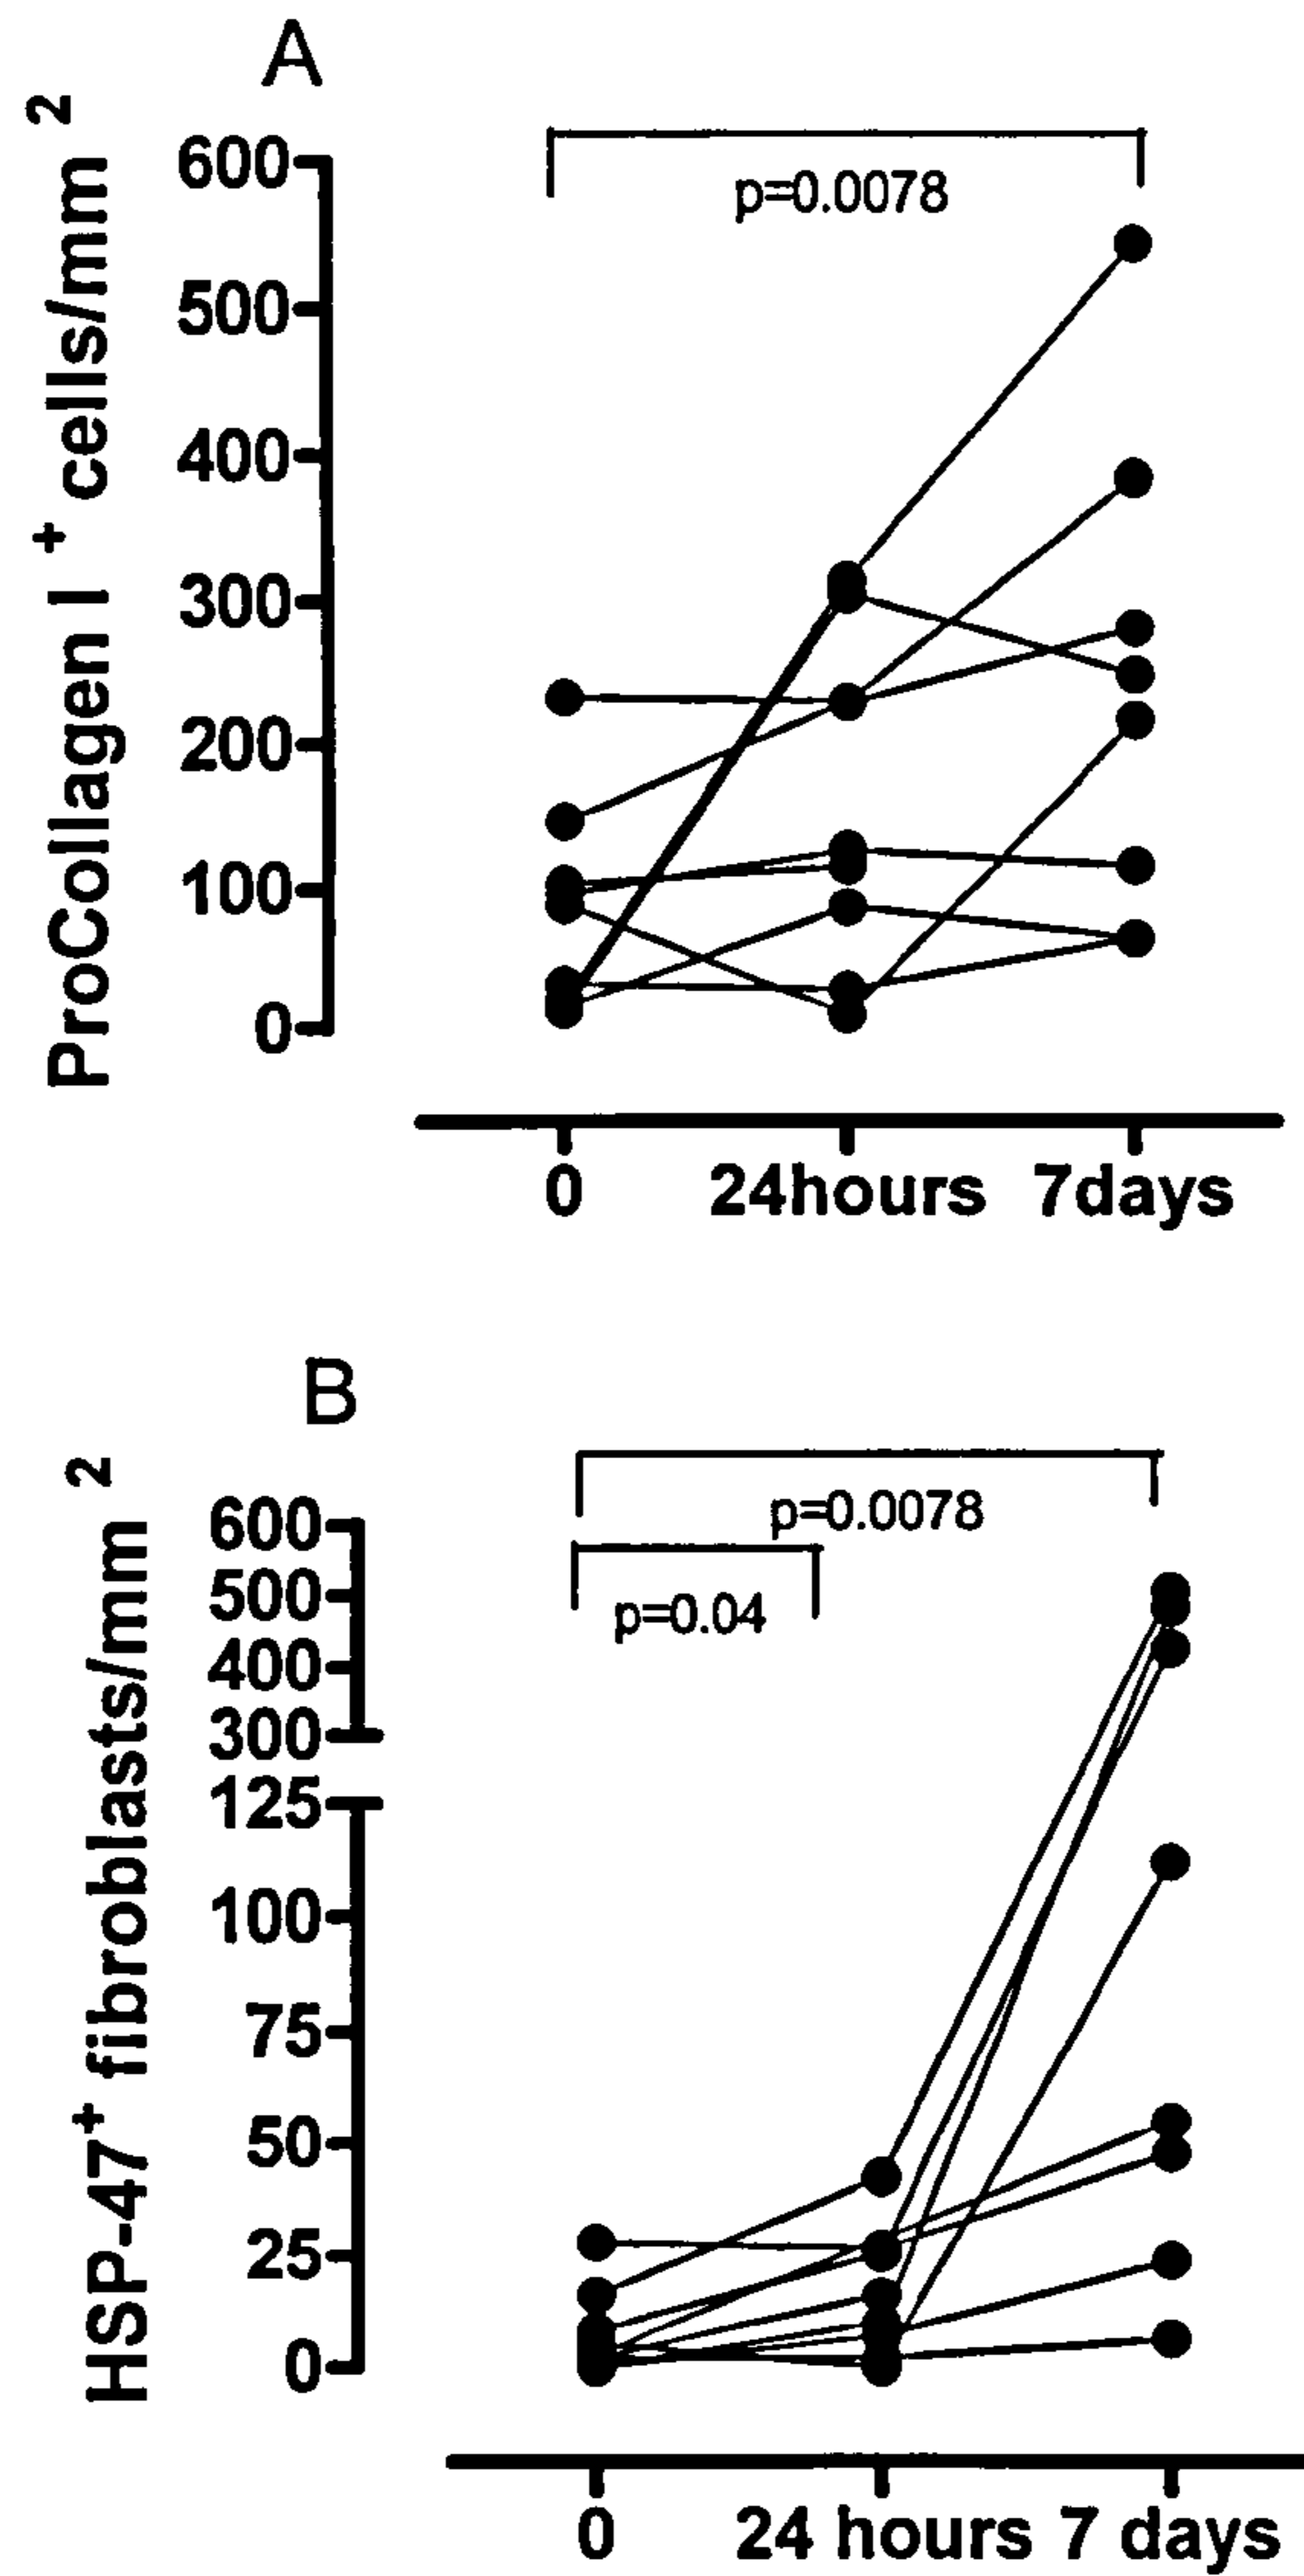 A
ProCollagen I + cells/mm 2
600
500
400
300
200
100
0
p=0.0078
0 24hours 7days
B
HSP-47+ fibroblasts/mm 2
600
500
400
300
125
100
75
50
25
0
p=0.0078
p=0.04
0 24 hours 7 days